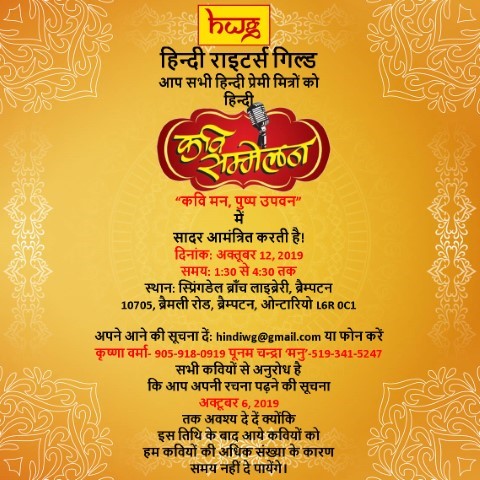 hwg
हिन्दी राइटर्स गिल्ड
आप सभी हिन्दी प्रेमी मित्रों को
हिन्दी
कवि
सम्मेलन
“कवि मन, पुष्प उपवन”
में
सादर आमंत्रित करती है!
दिनांक: अक्तूबर 12, 2019
समय: 1:30 से 4:30 तक
स्थान: स्प्रिंगडेल ब्राँच लाइब्रेरी, ब्रैम्पटन
10705, ब्रैमली रोड, ब्रैम्पटन, ओन्टारियो L6R 0C1
अपने आने की सूचना दें: hindiwg@gmail.com या फोन करें
कृष्णा वर्मा- 905-918-0919 पूनम चन्द्रा ‘मनु’-519-341-5247
सभी कवियों से अनुरोध है
कि आप अपनी रचना पढ़ने की सूचना
अक्टूबर 6, 2019
तक अवश्य दे दें क्योंकि
इस तिथि के बाद आये कवियों को
हम कवियों की अधिक संख्या के कारण
समय नहीं दे पायेंगे।